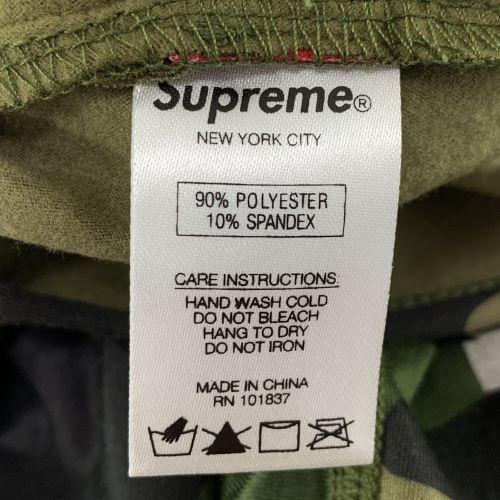 Supreme®
NEW YORK CITY
90% POLYESTER
10% SPANDEX
CARE INSTRUCTIONS:
HAND WASH COLD
DO NOT BLEACH
HANG TO DRY
DO NOT IRON
MADE IN CHINA
RN 101837